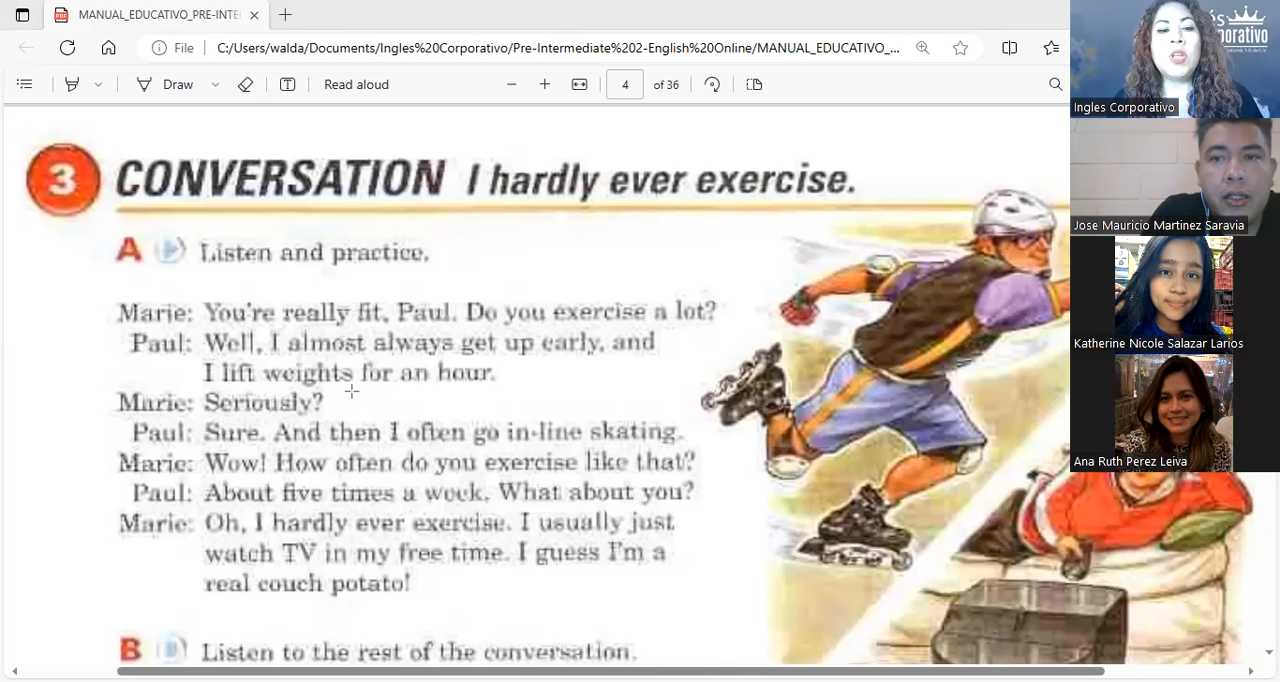 MANUAL_EDUCATIVO_PRE-INTE
File
C:/Users/walda/Documents/Ingles%20Corporativo/Pre-Intermediate%202-English%20Online/MANUAL_EDUCATIVO_...
Draw
Read aloud
4
of 36
3
CONVERSATION I hardly ever exercise.
A Listen and practice.
Marie: You're really fit, Paul. Do you exercise a lot?
Paul: Well, I almost always get up early, and
I lift weights for an hour.
Marie: Seriously?
Paul: Sure. And then I often go in-line skating.
Marie: Wow! How often do you exercise like that?
Paul: About five times a week. What about you?
Marie: Oh, I hardly ever exercise. I usually just
watch TV in my free time. I guess I'm a
real couch potato!
B Listen to the rest of the conversation.
Ingles Corporativo
Jose Mauricio Martinez Saravia
Katherine Nicole Salazar Larios
Ana Ruth Perez Leiva